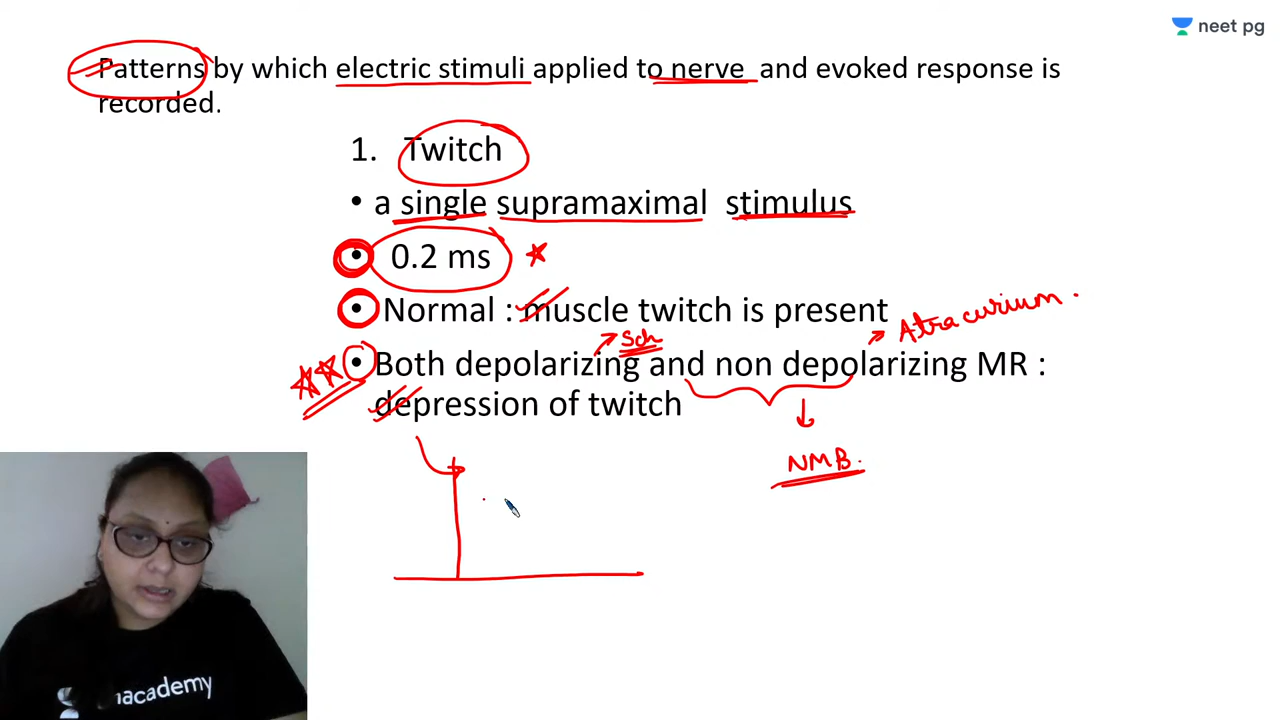 neet pg
Patterns by which electric stimuli applied to nerve and evoked response is
recorded.
1. Twitch
• a single supramaximal stimulus
• 0.2 ms
• Normal : muscle twitch is present
Atracurium.
Sch
• Both depolarizing and non depolarizing MR :
depression of twitch
NMB.
nacademy